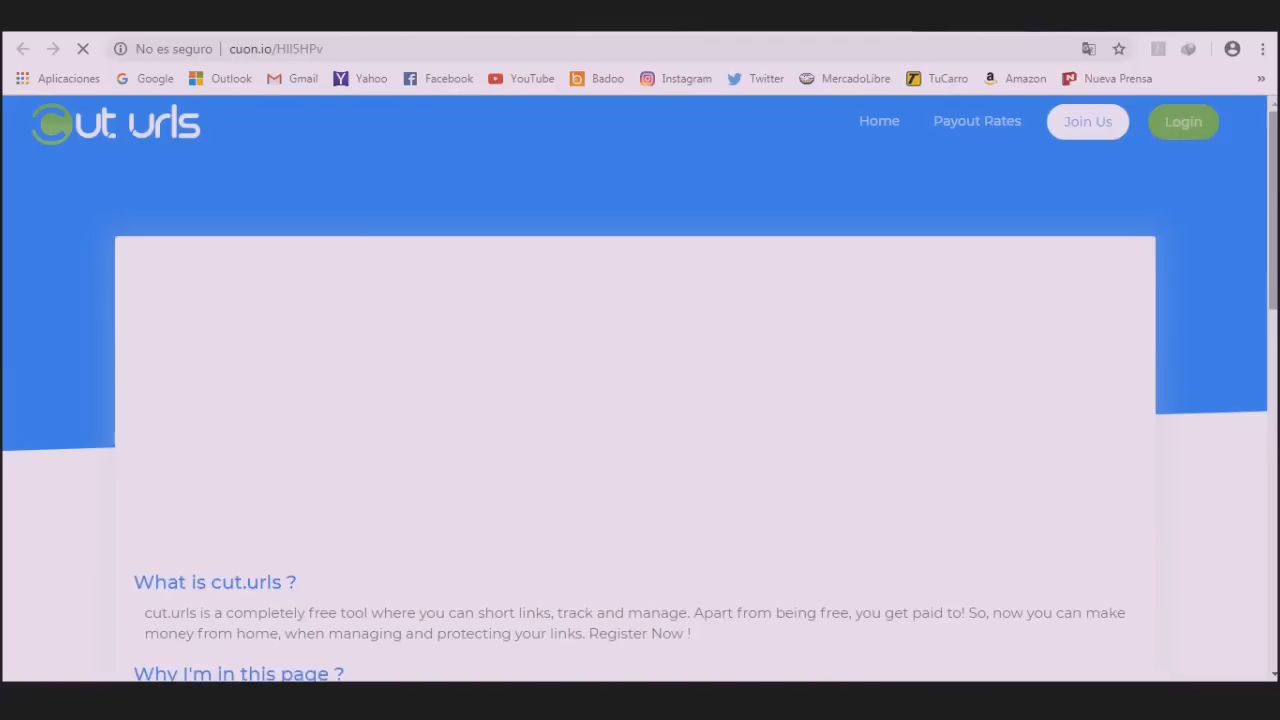 No es seguro cuon.io/HlI5HPv
Aplicaciones Google Outlook Gmail Yahoo Facebook YouTube Badoo Instagram Twitter MercadoLibre TuCarro Amazon Nueva Prensa »
Cut urls Home Payout Rates Join Us Login
What is cut.urls ?
cut.urls is a completely free tool where you can short links, track and manage. Apart from being free, you get paid to! So, now you can make
money from home, when managing and protecting your links. Register Now !
Why I'm in this page ?